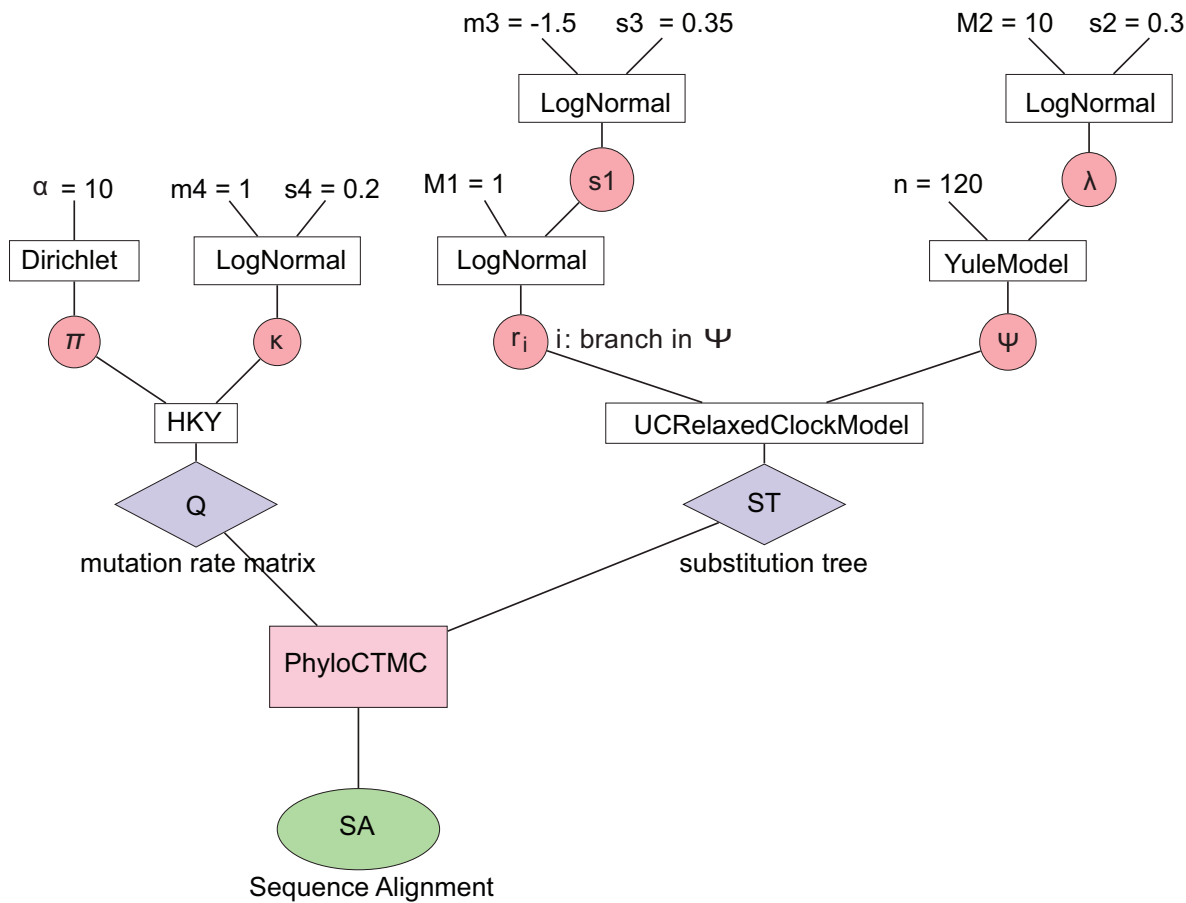 m3 = -1.5 s3 = 0.35 M2 = 10 s2 = 0.3
LogNormal LogNormal
α = 10 m4 = 1 s4 = 0.2 M1 = 1 s1 n = 120 λ
Dirichlet LogNormal LogNormal YuleModel
π κ ri i: branch in Ψ Ψ
HKY UCRelaxedClockModel
Q ST
mutation rate matrix substitution tree
PhyloCTMC
SA
Sequence Alignment